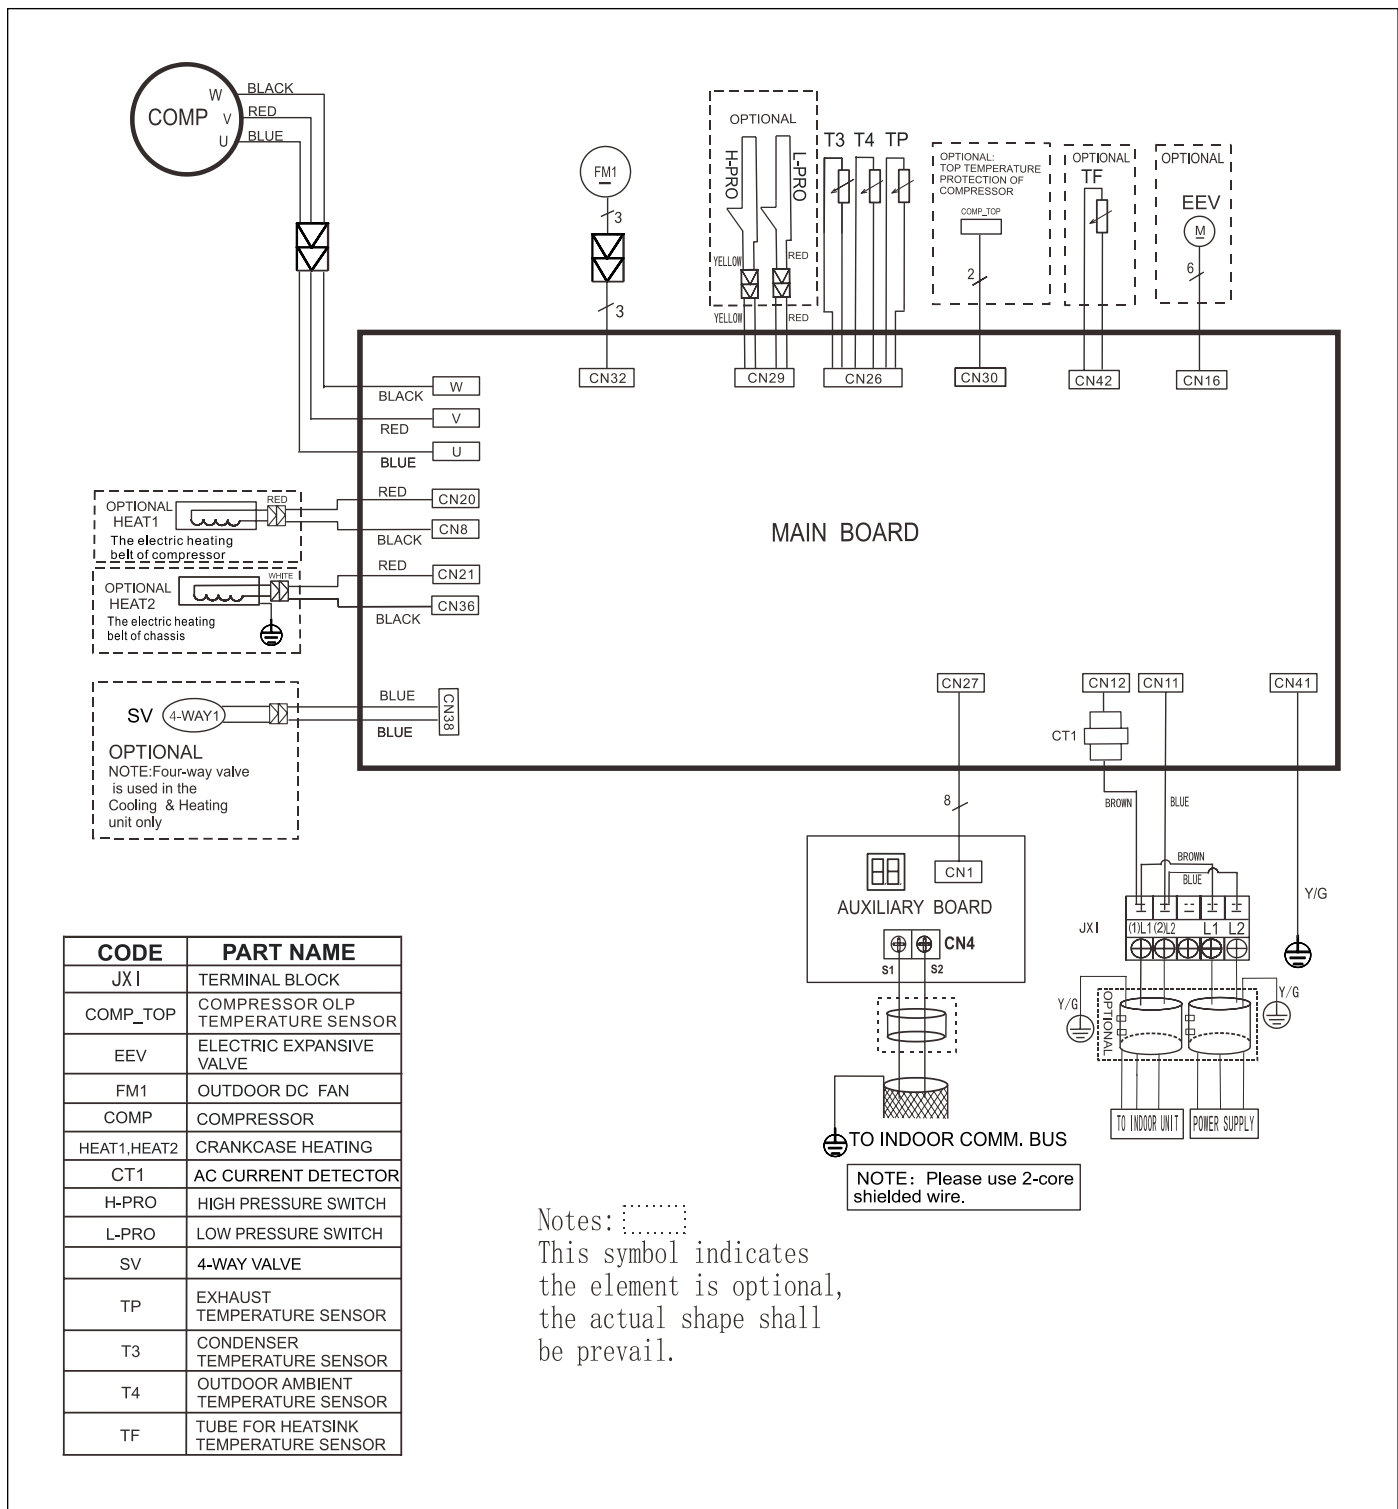 W
BLACK
COMP
V
RED
U
BLUE
FM1
3
3
OPTIONAL
H-PRO
L-PRO
YELLOW
RED
YELLOW
RED
T3 T4 TP
OPTIONAL:
TOP TEMPERATURE
PROTECTION OF
COMPRESSOR
COMP_TOP
2
OPTIONAL
TF
OPTIONAL
EEV
M
6
CN32
CN29
CN26
CN30
CN42
CN16
BLACK
W
RED
V
BLUE
U
OPTIONAL
HEAT1
RED
The electric heating
belt of compressor
RED
CN20
BLACK
CN8
OPTIONAL
HEAT2
WHITE
The electric heating
belt of chassis
RED
CN21
BLACK
CN36
MAIN BOARD
SV
4-WAY1
OPTIONAL
NOTE:Four-way valve
is used in the
Cooling & Heating
unit only
BLUE
BLUE
CN38
CN27
CN12
CN11
CN41
CT1
8
BROWN
BLUE
CN1
AUXILIARY BOARD
CN4
S1
S2
BROWN
BLUE
Y/G
JXI
(1)L1 (2)L2 L1 L2
Y/G
OPTIONAL
Y/G
TO INDOOR UNIT
POWER SUPPLY
TO INDOOR COMM. BUS
NOTE: Please use 2-core
shielded wire.
CODE PART NAME
JXI TERMINAL BLOCK
COMP_TOP COMPRESSOR OLP
TEMPERATURE SENSOR
EEV ELECTRIC EXPANSIVE
VALVE
FM1 OUTDOOR DC FAN
COMP COMPRESSOR
HEAT1,HEAT2 CRANKCASE HEATING
CT1 AC CURRENT DETECTOR
H-PRO HIGH PRESSURE SWITCH
L-PRO LOW PRESSURE SWITCH
SV 4-WAY VALVE
TP EXHAUST
TEMPERATURE SENSOR
T3 CONDENSER
TEMPERATURE SENSOR
T4 OUTDOOR AMBIENT
TEMPERATURE SENSOR
TF TUBE FOR HEATSINK
TEMPERATURE SENSOR
Notes:
This symbol indicates
the element is optional,
the actual shape shall
be prevail.